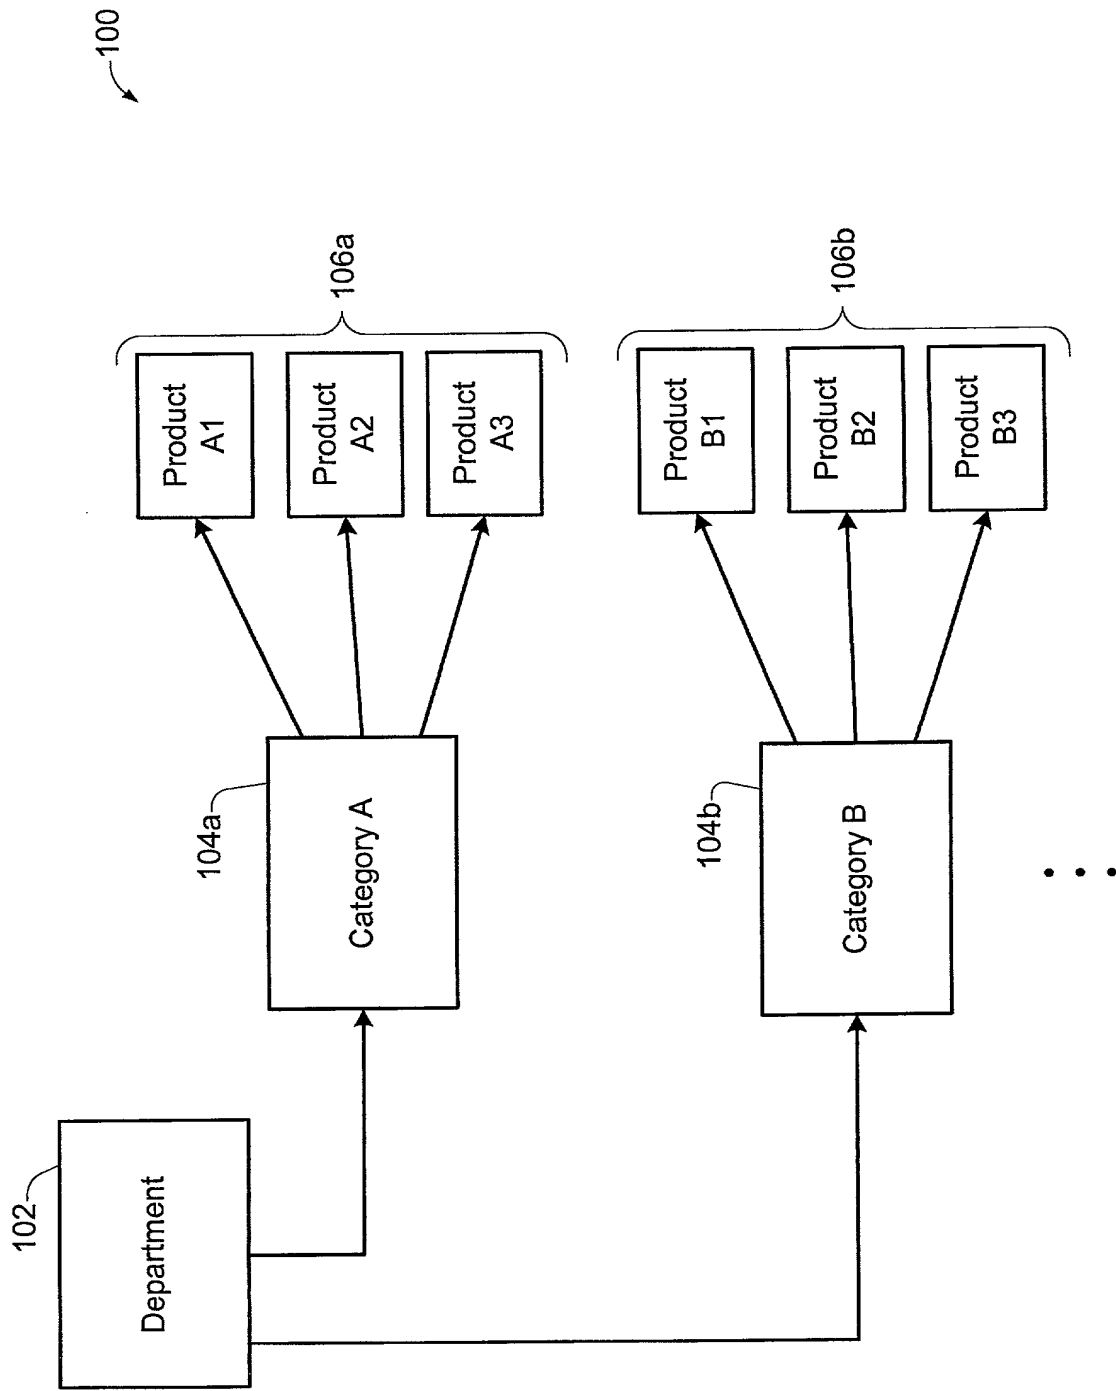 100
102
Department
104a
Category A
Product
A1
Product
A2
Product
A3
106a
104b
Category B
Product
B1
Product
B2
Product
B3
106b